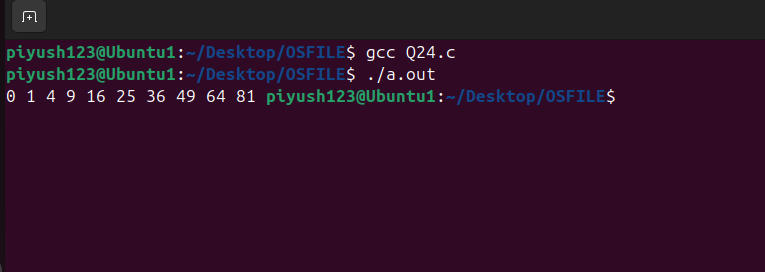 piyush123@Ubuntu1:~/Desktop/OSFILE$ gcc Q24.c
piyush123@Ubuntu1:~/Desktop/OSFILE$ ./a.out
0 1 4 9 16 25 36 49 64 81 piyush123@Ubuntu1:~/Desktop/OSFILE$